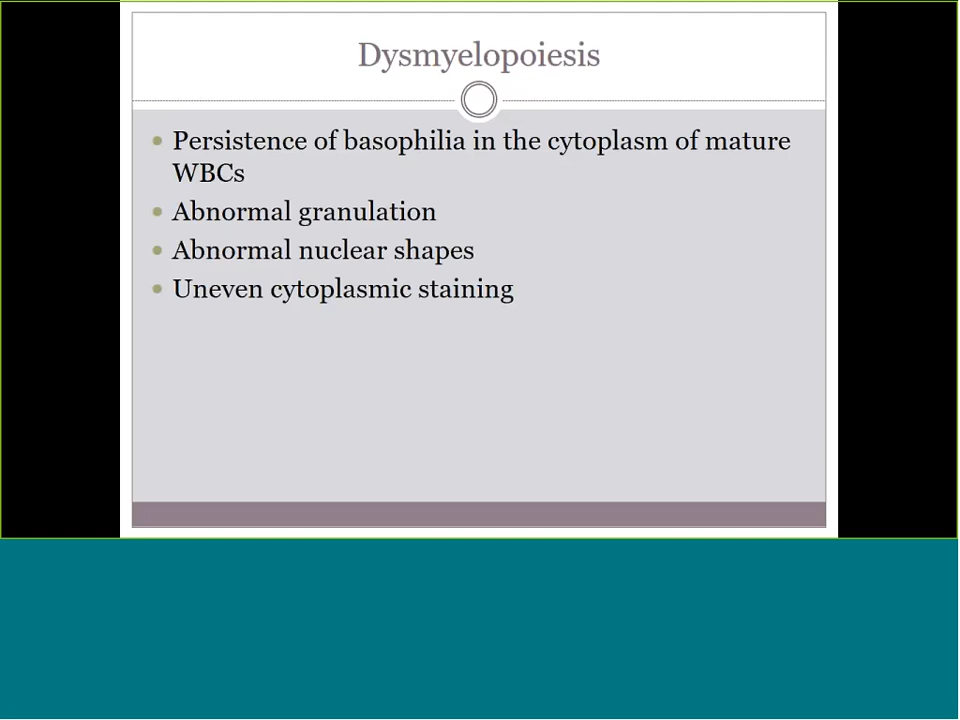 Dysmyelopoiesis
• Persistence of basophilia in the cytoplasm of mature
WBCs
• Abnormal granulation
• Abnormal nuclear shapes
• Uneven cytoplasmic staining